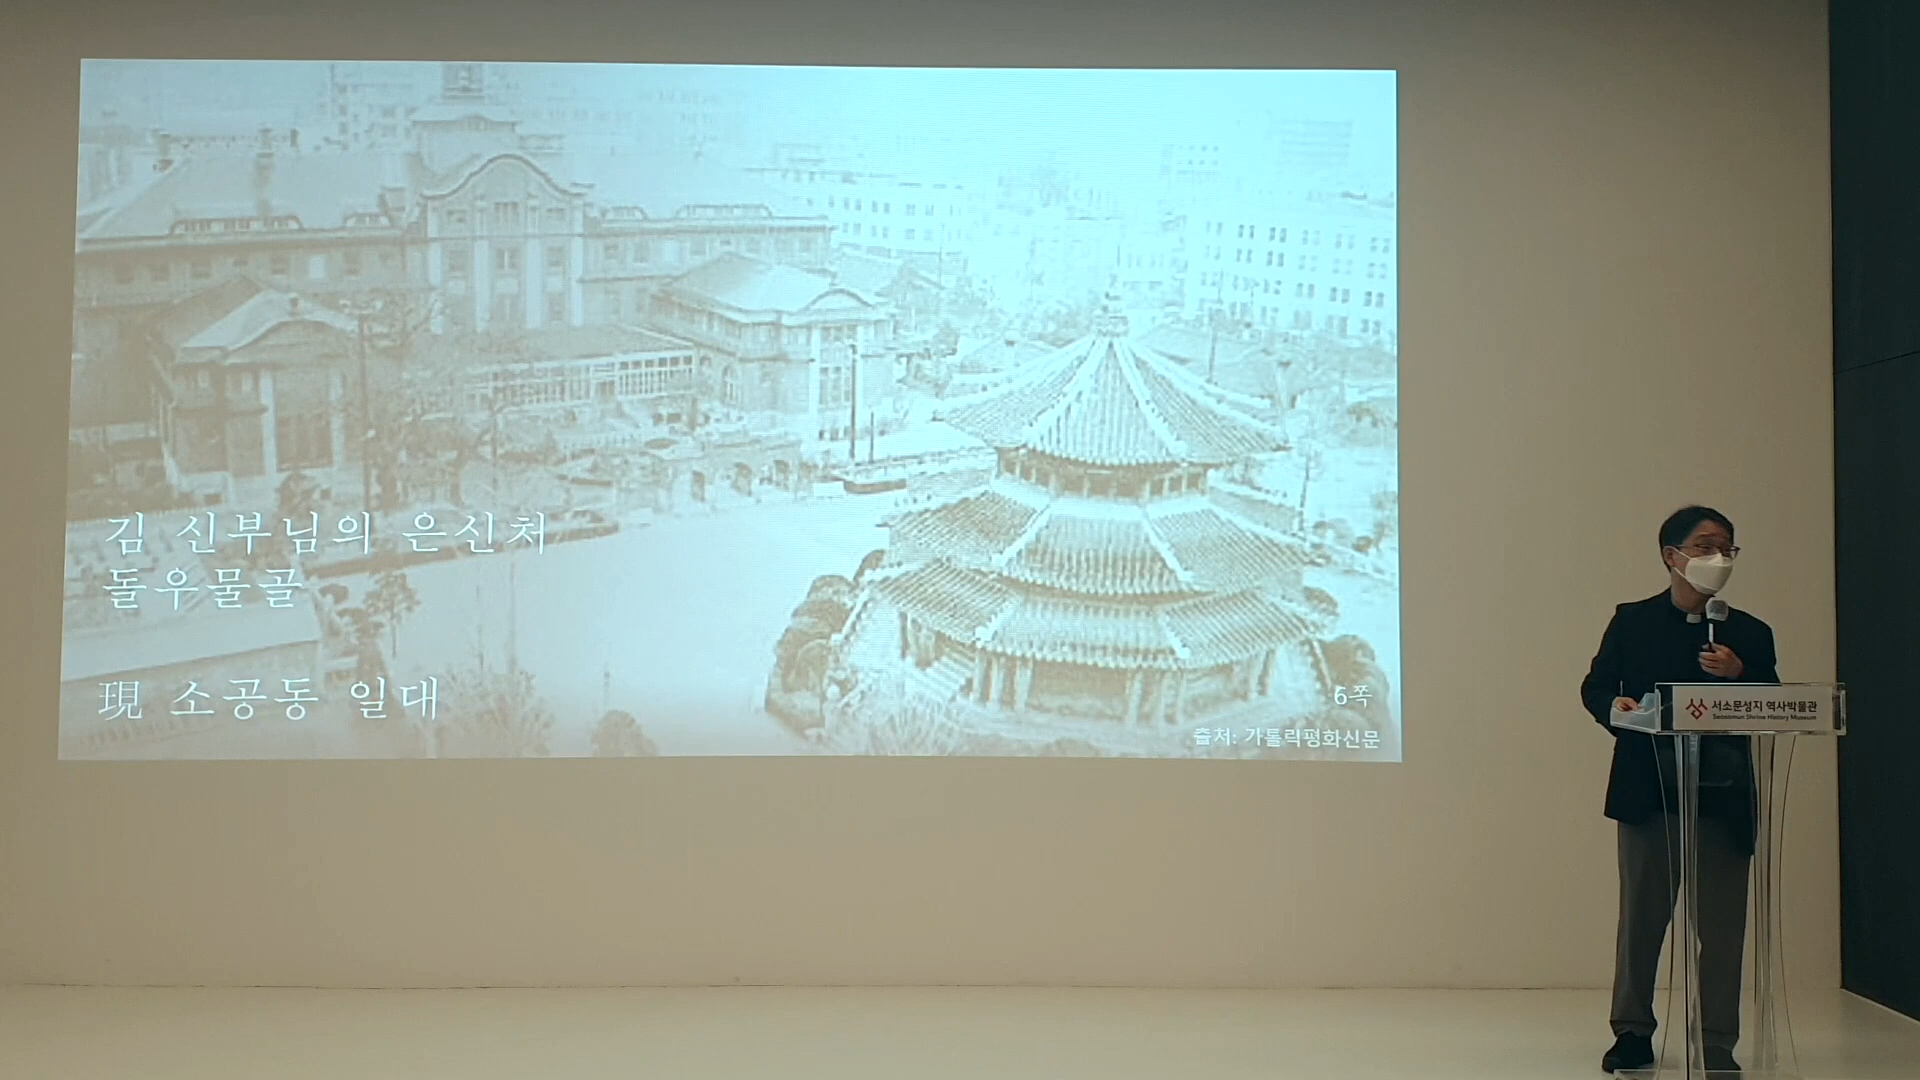 김 신부님의 은신처
돌우물골
現 소공동 일대
6쪽
출처: 가톨릭평화신문
서소문성지 역사박물관
Seosomun Shrine History Museum